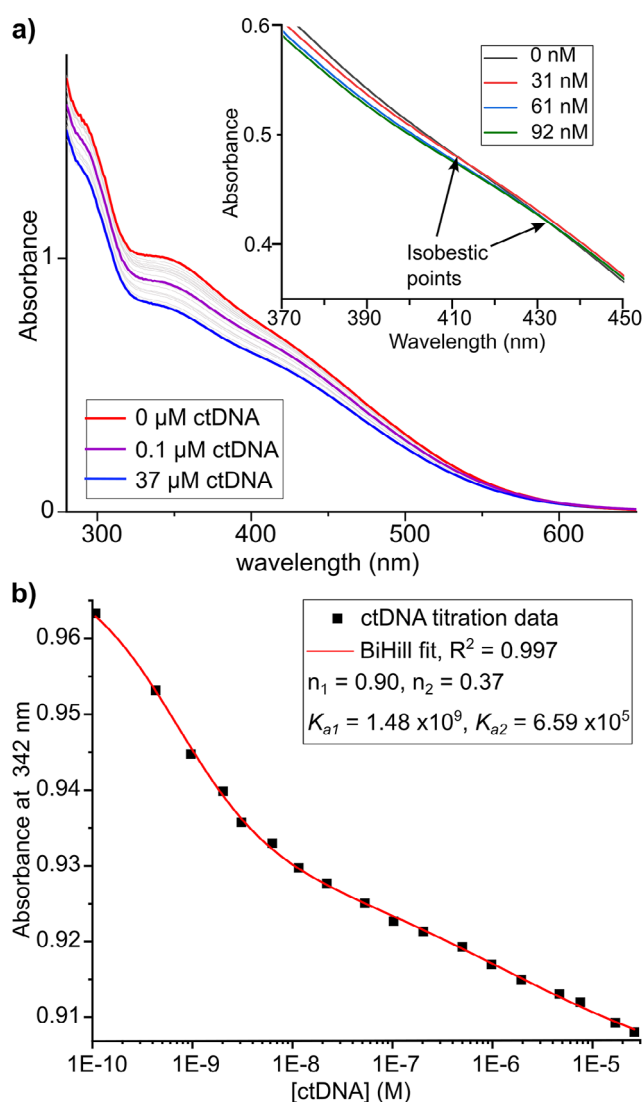 a)
0.6
0.5
0.4
Absorbance
0 nM
31 nM
61 nM
92 nM
Isobestic
points
370
390
410
430
450
Wavelength (nm)
1
0
Absorbance
0 µM ctDNA
0.1 µM ctDNA
37 µM ctDNA
300
400
500
600
wavelength (nm)
b)
0.96
0.95
0.94
0.93
0.92
0.91
Absorbance at 342 nm
ctDNA titration data
BiHill fit, R² = 0.997
n₁ = 0.90, n₂ = 0.37
Kₐ₁ = 1.48 x10⁹, Kₐ₂ = 6.59 x10⁵
1E-10
1E-9
1E-8
1E-7
1E-6
1E-5
[ctDNA] (M)